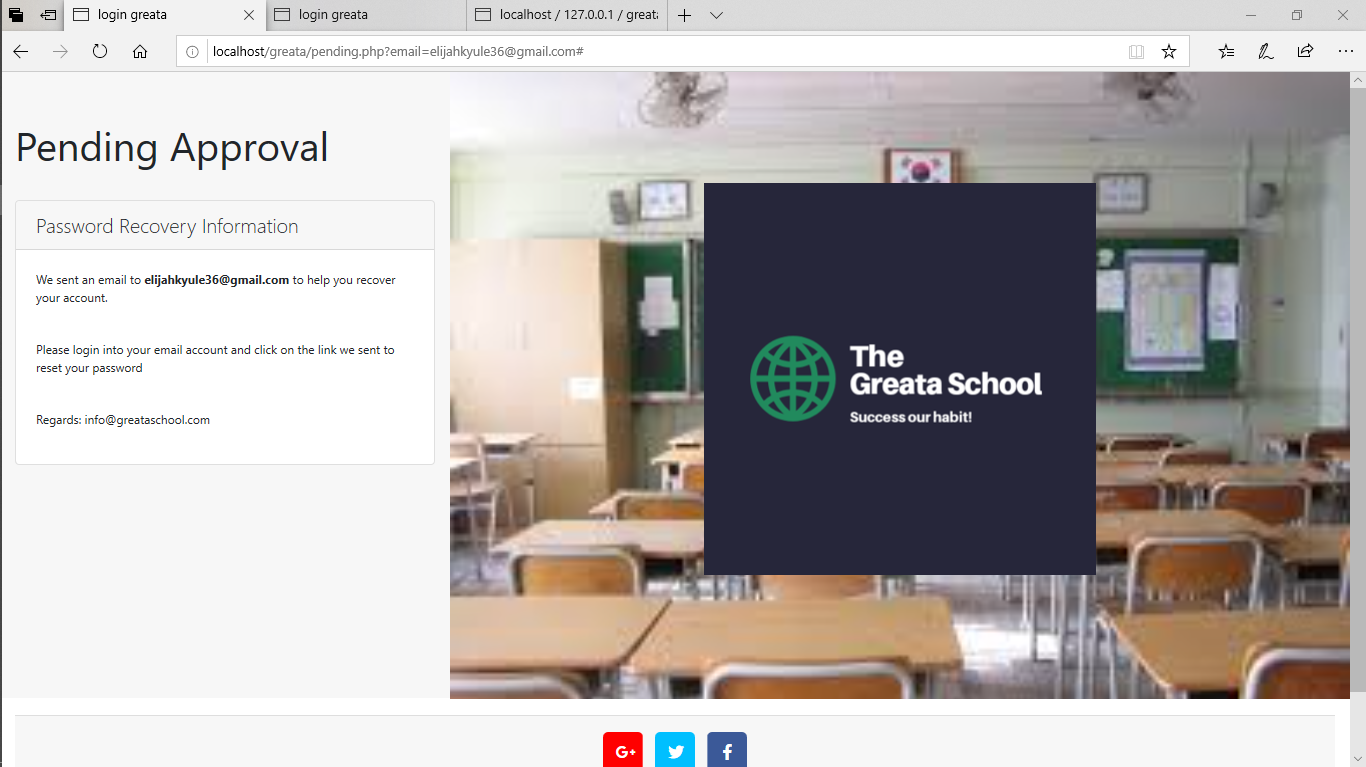 login greata
login greata
localhost / 127.0.0.1 / greata
localhost/greata/pending.php?email=elijahkyule36@gmail.com#
Pending Approval
Password Recovery Information
We sent an email to elijahkyule36@gmail.com to help you recover
your account.
Please login into your email account and click on the link we sent to
reset your password
Regards: info@greataschool.com
The
Greata School
Success our habit!
G+
f